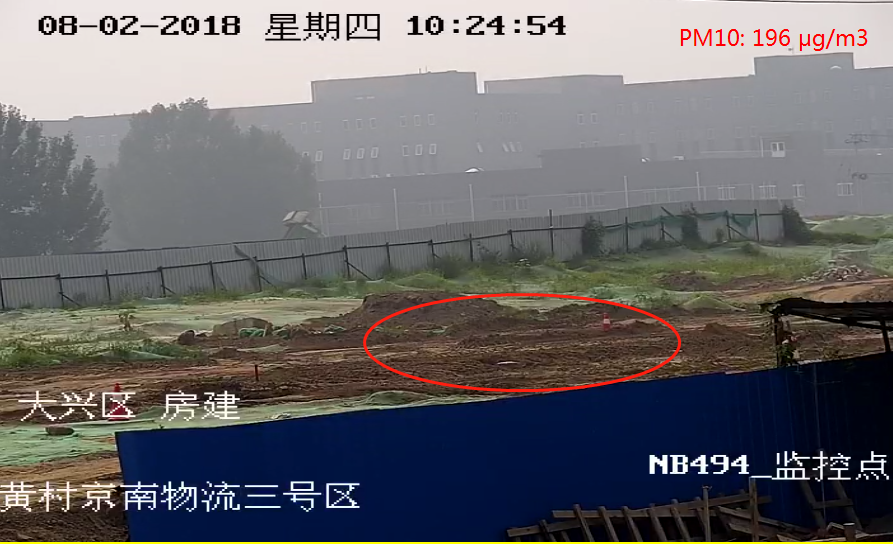 08-02-2018 星期四 10:24:54
PM10: 196 μg/m3
大兴区 房建
NB494_监控点
黄村京南物流三号区